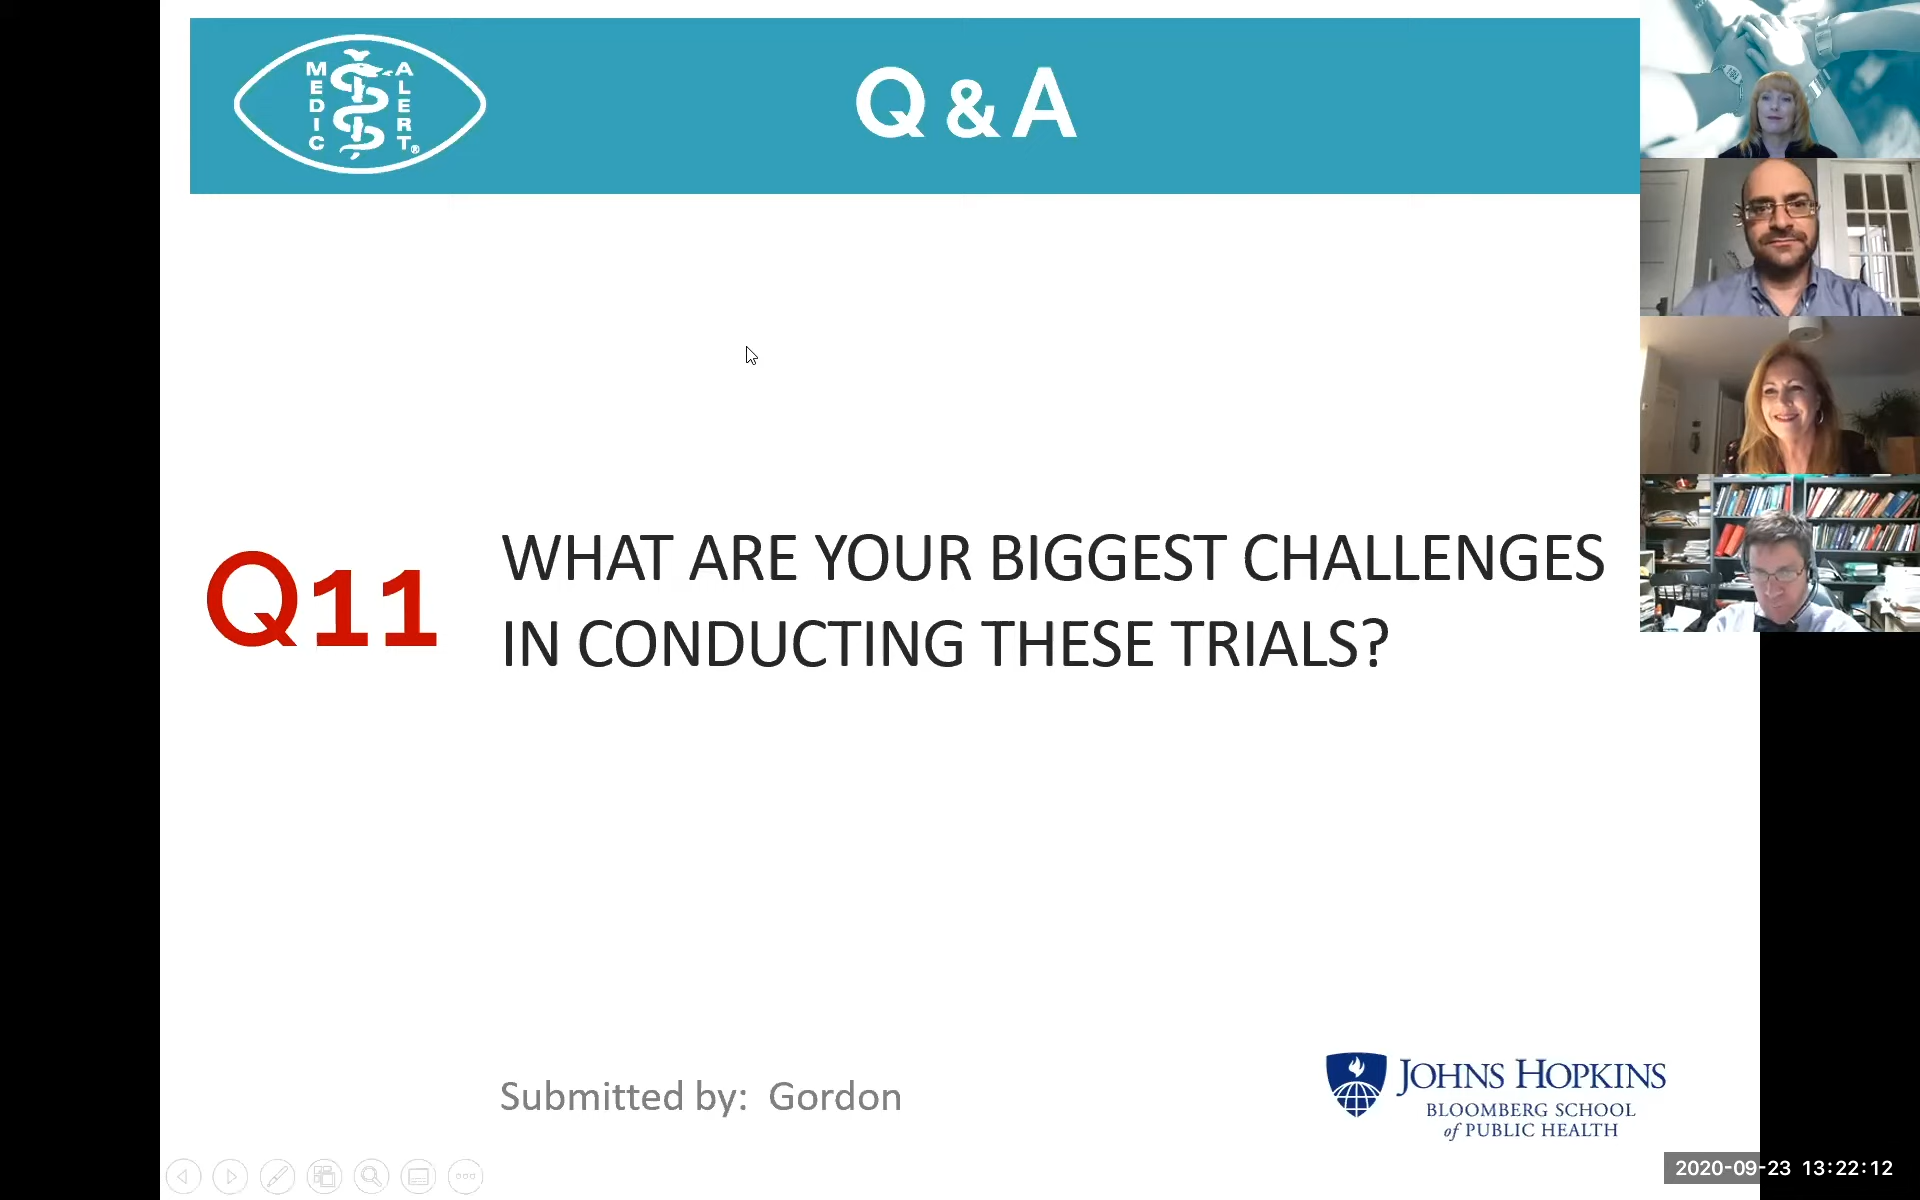 MEDIC ALERT®
Q & A
Q11
WHAT ARE YOUR BIGGEST CHALLENGES
IN CONDUCTING THESE TRIALS?
Submitted by: Gordon
JOHNS HOPKINS
BLOOMBERG SCHOOL
of PUBLIC HEALTH
2020-09-23 13:22:12